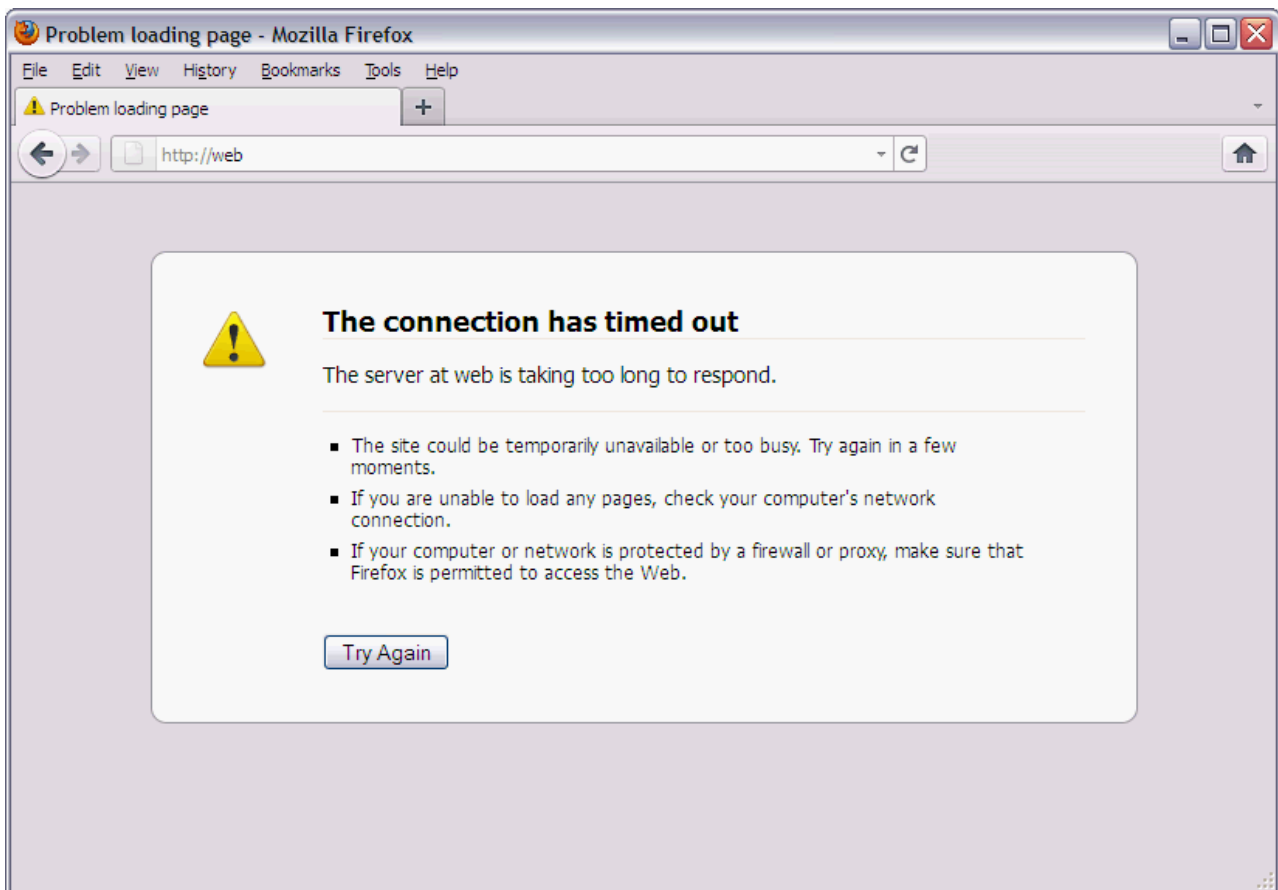 Problem loading page - Mozilla Firefox
File Edit View History Bookmarks Tools Help
Problem loading page
http://web
The connection has timed out
The server at web is taking too long to respond.
The site could be temporarily unavailable or too busy. Try again in a few
moments.
If you are unable to load any pages, check your computer's network
connection.
If your computer or network is protected by a firewall or proxy, make sure that
Firefox is permitted to access the Web.
Try Again